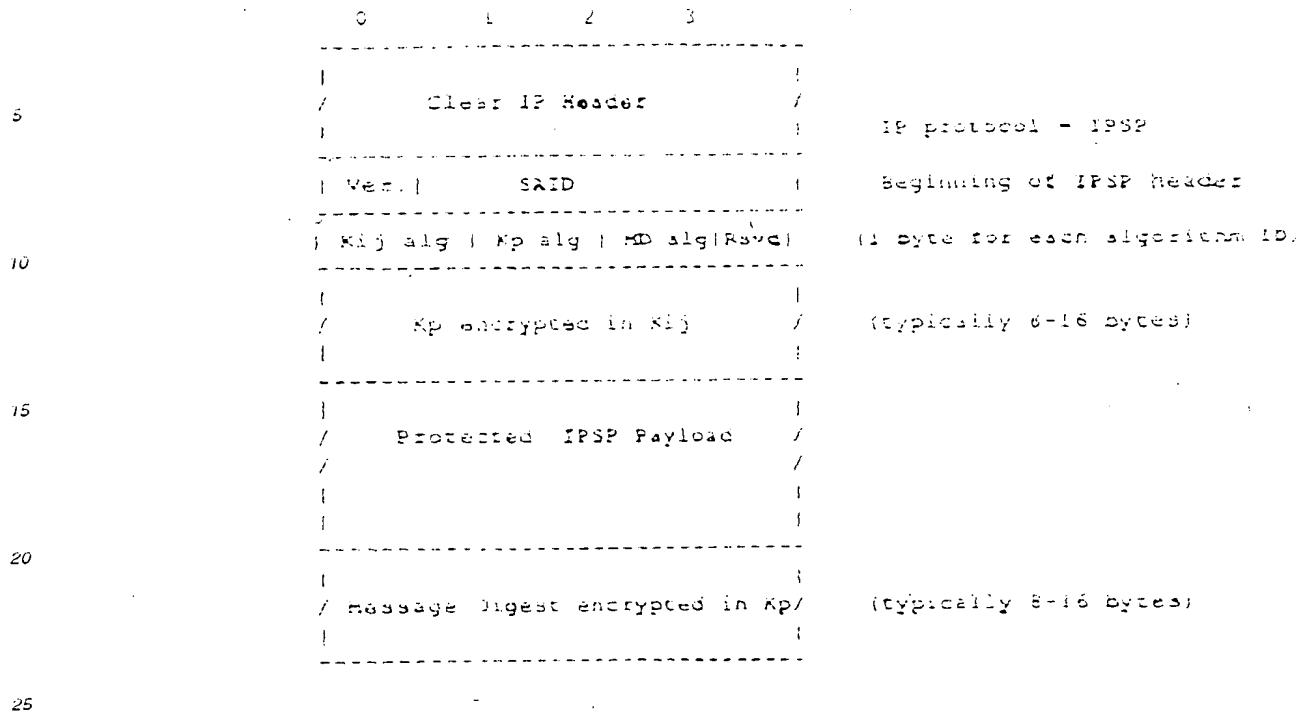 0 1 2 3
5
Clear IP Header
IP protocol - IPSP
| Ver. | SAID | Beginning of IPSP header
| Kij alg | Kp alg | MD alg|Rsvd| (1 byte for each algorithm ID)
10
Kp encrypted in Kij (typically 8-16 bytes)
15
Protected IPSP Payload
20
Message Digest encrypted in Kp (typically 8-16 bytes)
25